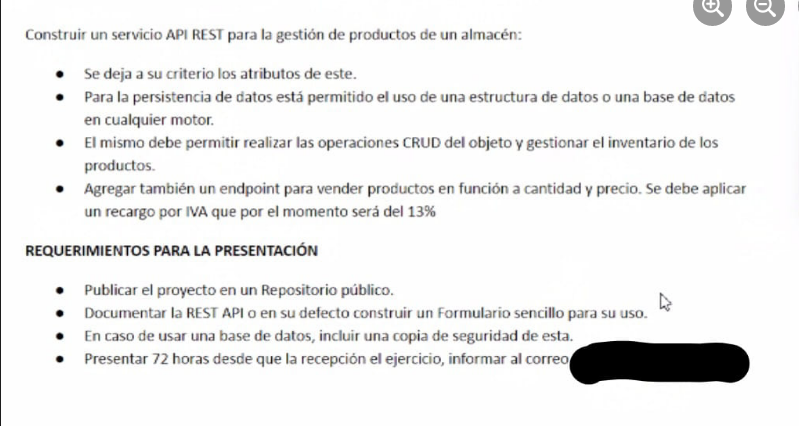 Construir un servicio API REST para la gestión de productos de un almacén:
● Se deja a su criterio los atributos de este.
● Para la persistencia de datos está permitido el uso de una estructura de datos o una base de datos
en cualquier motor.
● El mismo debe permitir realizar las operaciones CRUD del objeto y gestionar el inventario de los
productos.
● Agregar también un endpoint para vender productos en función a cantidad y precio. Se debe aplicar
un recargo por IVA que por el momento será del 13%
REQUERIMIENTOS PARA LA PRESENTACIÓN
● Publicar el proyecto en un Repositorio público.
● Documentar la REST API o en su defecto construir un Formulario sencillo para su uso.
● En caso de usar una base de datos, incluir una copia de seguridad de esta.
● Presentar 72 horas desde que la recepción el ejercicio, informar al correo